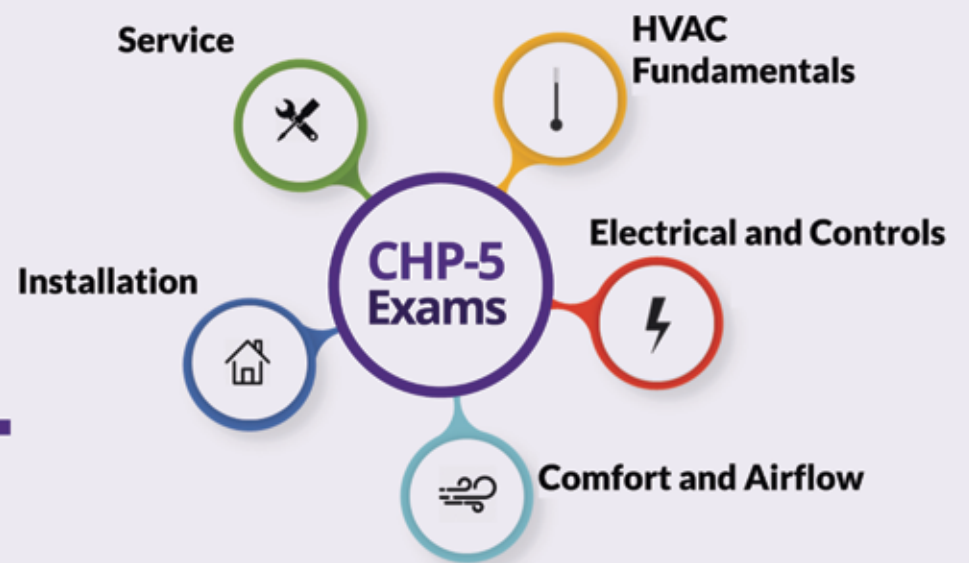 Service
HVAC
Fundamentals
CHP-5
Exams
Electrical and Controls
Installation
Comfort and Airflow